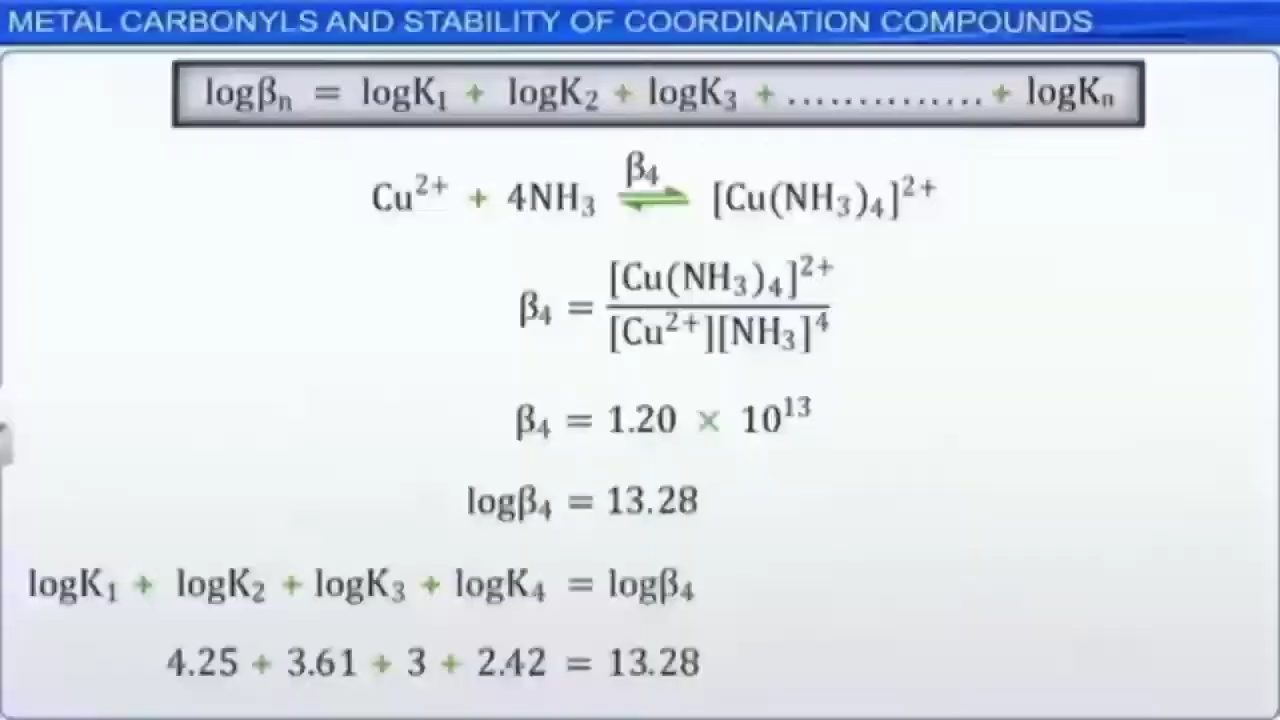 METAL CARBONYLS AND STABILITY OF COORDINATION COMPOUNDS
logβₙ = logK₁ + logK₂ + logK₃ + .............. + logKₙ
β₄
Cu²⁺ + 4NH₃ ⇌ [Cu(NH₃)₄]²⁺
[Cu(NH₃)₄]²⁺
β₄ =
[Cu²⁺][NH₃]⁴
β₄ = 1.20 × 10¹³
logβ₄ = 13.28
logK₁ + logK₂ + logK₃ + logK₄ = logβ₄
4.25 + 3.61 + 3 + 2.42 = 13.28